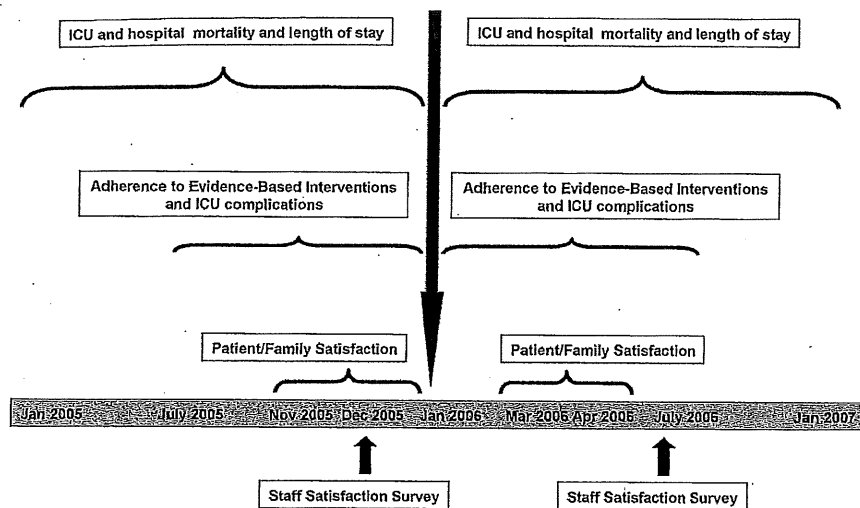 ICU and hospital mortality and length of stay
ICU and hospital mortality and length of stay
Adherence to Evidence-Based Interventions
and ICU complications
Adherence to Evidence-Based Interventions
and ICU complications
Patient/Family Satisfaction
Patient/Family Satisfaction
Jan 2005 July 2005 Nov 2005 Dec 2005 Jan 2006 Mar 2006 Apr 2006 July 2006 Jan 2007
Staff Satisfaction Survey
Staff Satisfaction Survey